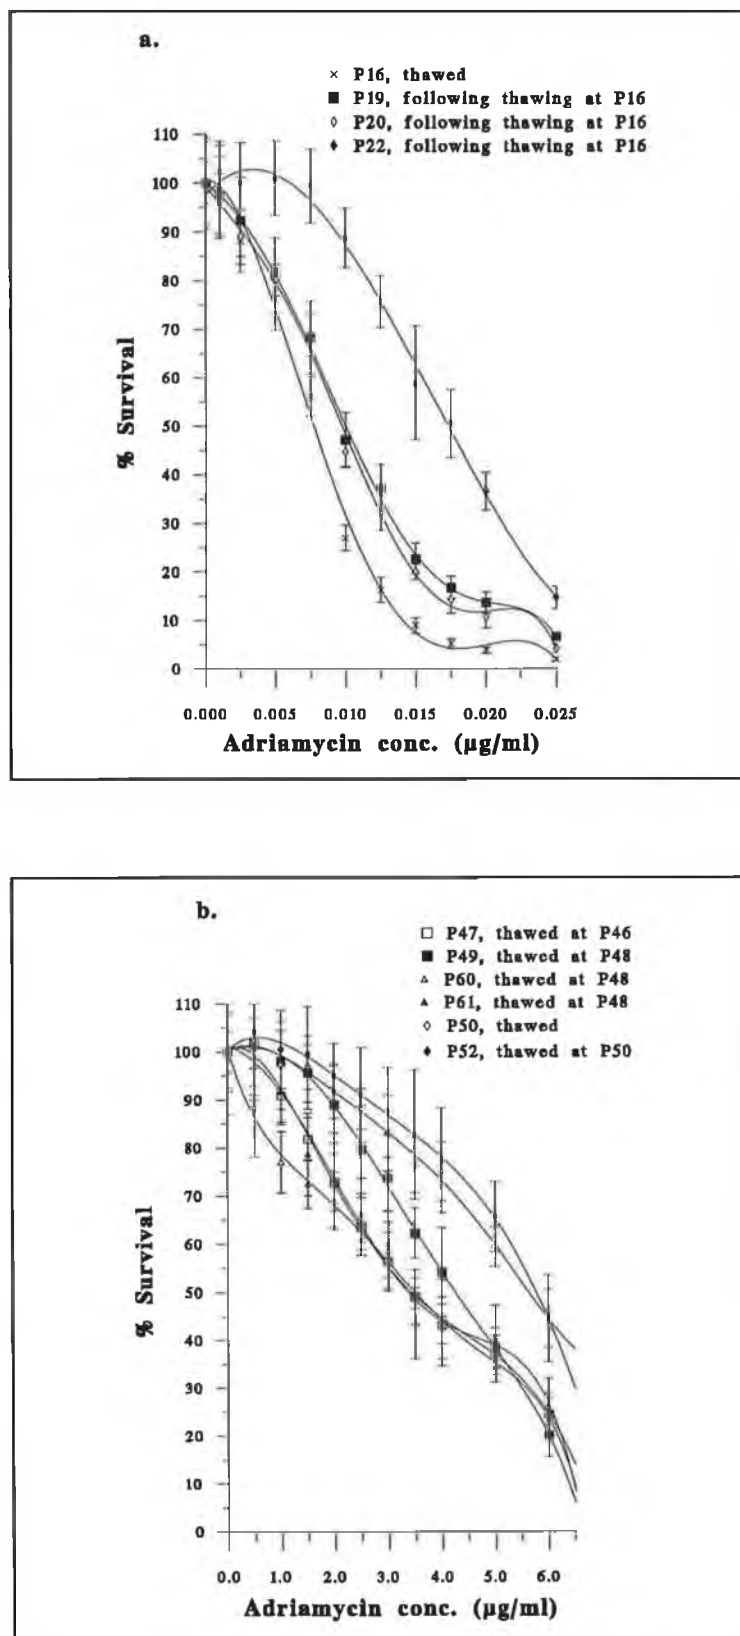 a.
× P16, thawed
■ P19, following thawing at P16
◇ P20, following thawing at P16
♦ P22, following thawing at P16
110
100
90
80
70
60
50
40
30
20
10
0
% Survival
0.000 0.005 0.010 0.015 0.020 0.025
Adriamycin conc. (µg/ml)
b.
□ P47, thawed at P46
■ P49, thawed at P48
△ P60, thawed at P48
▲ P61, thawed at P48
◇ P50, thawed
♦ P52, thawed at P50
110
100
90
80
70
60
50
40
30
20
10
0
% Survival
0.0 1.0 2.0 3.0 4.0 5.0 6.0
Adriamycin conc. (µg/ml)